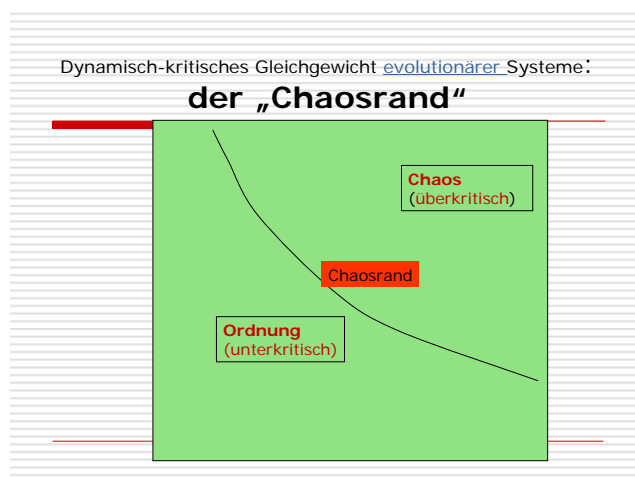 Dynamisch-kritisches Gleichgewicht evolutionärer Systeme:
der „Chaosrand“
Chaos
(überkritisch)
Chaosrand
Ordnung
(unterkritisch)